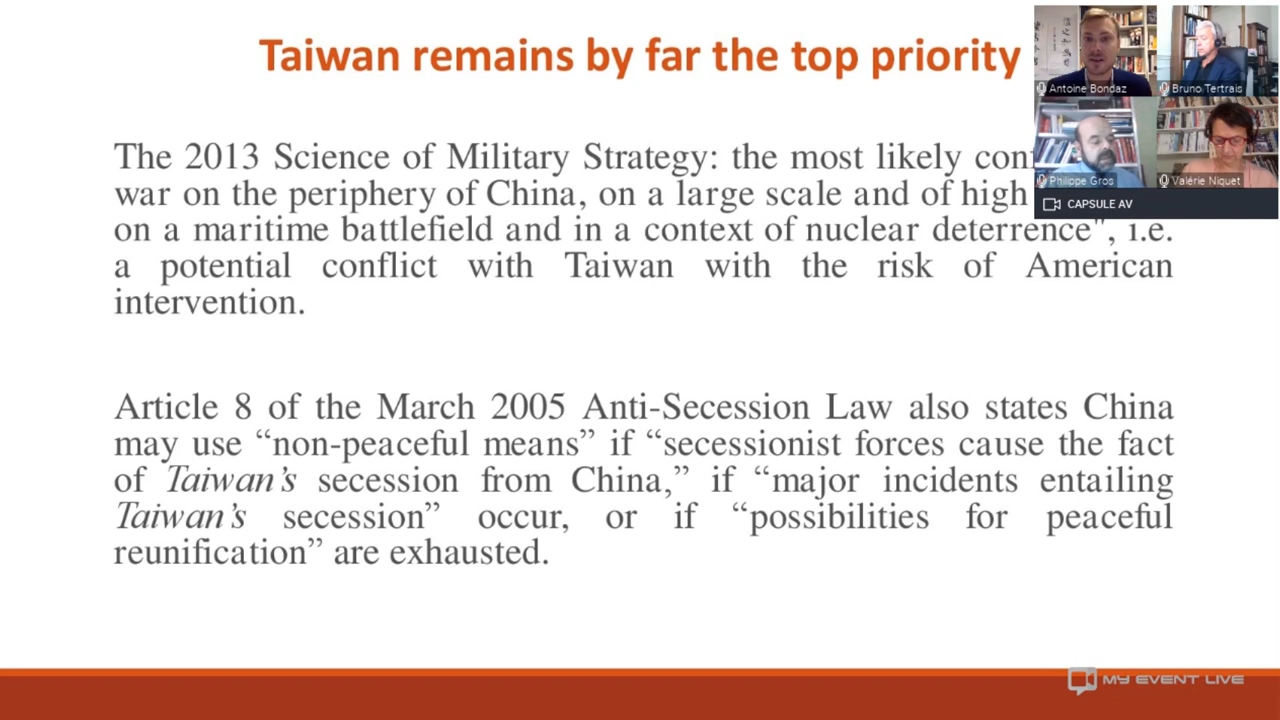 Taiwan remains by far the top priority
Antoine Bondaz
Bruno Tertrais
Philippe Gros
Valérie Niquet
CAPSULE AV
The 2013 Science of Military Strategy: the most likely
war on the periphery of China, on a large scale and of high
on a maritime battlefield and in a context of nuclear deterrence", i.e.
a potential conflict with Taiwan with the risk of American
intervention.
Article 8 of the March 2005 Anti-Secession Law also states China
may use “non-peaceful means” if “secessionist forces cause the fact
of Taiwan’s secession from China,” if “major incidents entailing
Taiwan’s secession” occur, or if “possibilities for peaceful
reunification” are exhausted.
MY EVENT LIVE